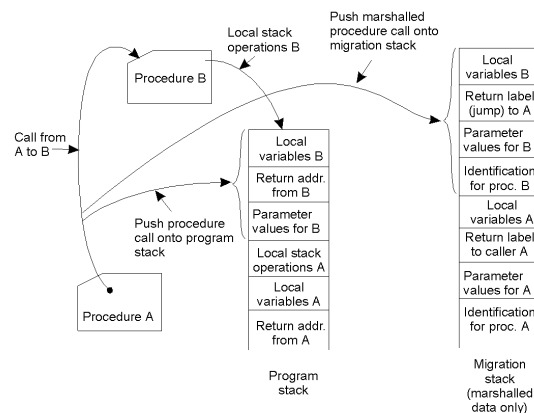 Local stack
operations B
Push marshalled
procedure call onto
migration stack
Procedure B
Call from
A to B
Push procedure
call onto program
stack
Procedure A
Local
variables B
Return addr.
from B
Parameter
values for B
Local stack
operations A
Local
variables A
Return addr.
from A
Program
stack
Local
variables B
Return label
(jump) to A
Parameter
values for B
Identification
for proc. B
Local
variables A
Return label
to caller A
Parameter
values for A
Identification
for proc. A
Migration
stack
(marshalled
data only)